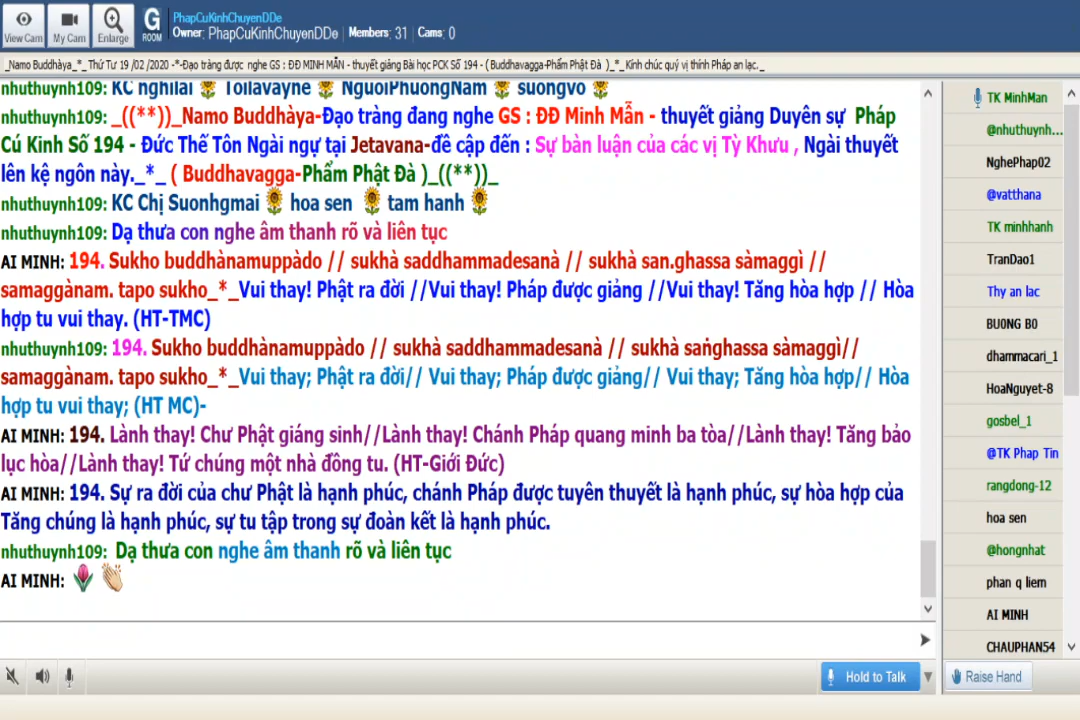 PhapCuKinhChuyenDDe
Owner: PhapCuKinhChuyenDDe Members: 31 Cams: 0
View Cam My Cam Enlarge G ROOM
_Namo Buddhàya_*_ Thứ Tư 19 /02 /2020 -*-Đạo tràng được nghe GS : ĐĐ MINH MẪN - thuyết giảng Bài học PCK Số 194 - ( Buddhavagga-Phẩm Phật Đà )_*_Kính chúc quý vị thính Pháp an lạc._
nhuthuynh109: KC nghilai 🌻 Toilavayne 🌻 NguoiPhuongNam 🌻 suongvo 🌻
nhuthuynh109: _((**))_Namo Buddhàya-Đạo tràng đang nghe GS : ĐĐ Minh Mẫn - thuyết giảng Duyên sự Pháp
Cú Kinh Số 194 - Đức Thế Tôn Ngài ngự tại Jetavana-đề cập đến : Sự bàn luận của các vị Tỳ Khưu , Ngài thuyết
lên kệ ngôn này._*_ ( Buddhavagga-Phẩm Phật Đà )_((**))_
nhuthuynh109: KC Chị Suonhgmai 🌻 hoa sen 🌻 tam hanh 🌻
nhuthuynh109: Dạ thưa con nghe âm thanh rõ và liên tục
AI MINH: 194. Sukho buddhànamuppàdo // sukhà saddhammadesanà // sukhà san.ghassa sàmaggì //
samaggànam. tapo sukho_*_Vui thay! Phật ra đời //Vui thay! Pháp được giảng //Vui thay! Tăng hòa hợp // Hòa
hợp tu vui thay. (HT-TMC)
nhuthuynh109: 194. Sukho buddhànamuppàdo // sukhà saddhammadesanà // sukhà saṅghassa sàmaggì//
samaggànam. tapo sukho_*_Vui thay; Phật ra đời// Vui thay; Pháp được giảng// Vui thay; Tăng hòa hợp// Hòa
hợp tu vui thay; (HT MC)-
AI MINH: 194. Lành thay! Chư Phật giáng sinh//Lành thay! Chánh Pháp quang minh ba tòa//Lành thay! Tăng bảo
lục hòa//Lành thay! Tứ chúng một nhà đồng tu. (HT-Giới Đức)
AI MINH: 194. Sự ra đời của chư Phật là hạnh phúc, chánh Pháp được tuyên thuyết là hạnh phúc, sự hòa hợp của
Tăng chúng là hạnh phúc, sự tu tập trong sự đoàn kết là hạnh phúc.
nhuthuynh109: Dạ thưa con nghe âm thanh rõ và liên tục
AI MINH: 🌷 👏
TK MinhMan
@nhuthuynh...
NghePhap02
@vatthana
TK minhhanh
TranDao1
Thy an lac
BU0NG B0
dhammacari_1
HoaNguyet-8
gosbel_1
@TK Phap Tin
rangdong-12
hoa sen
@hongnhat
phan q liem
AI MINH
CHAUPHAN54
Hold to Talk
Raise Hand